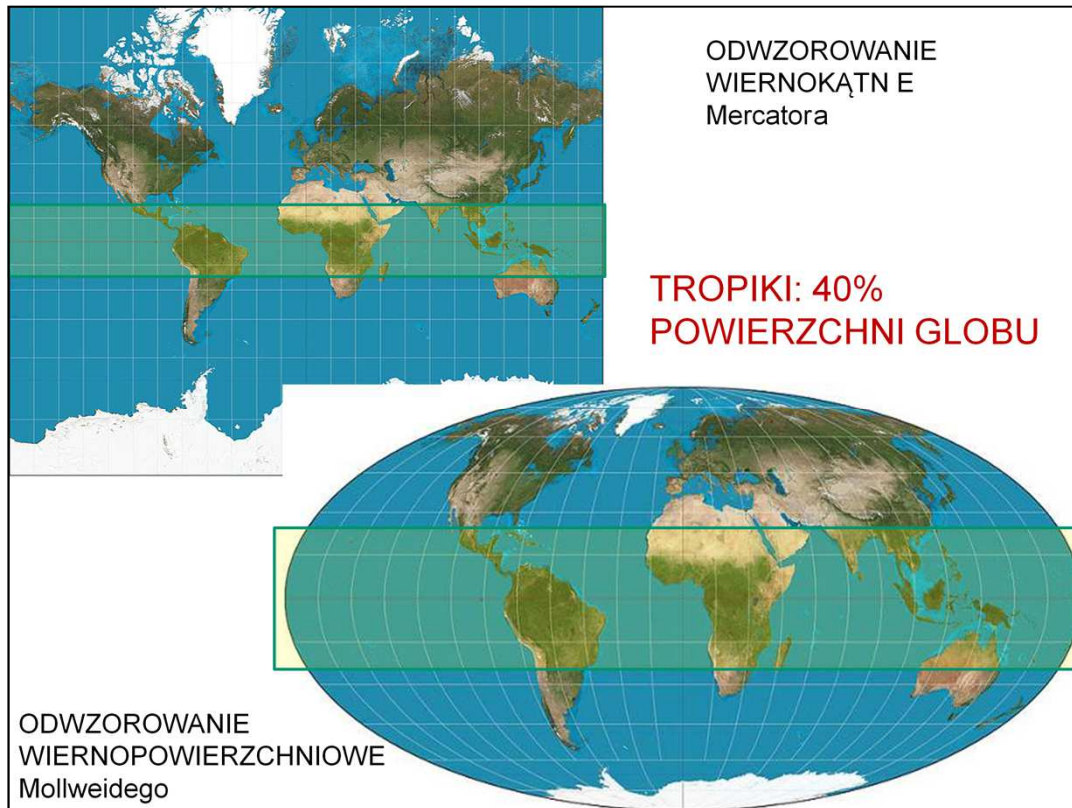 ODWZOROWANIE
WIERNOKĄTN E
Mercatora
TROPIKI: 40%
POWIERZCHNI GLOBU
ODWZOROWANIE
WIERNOPOWIERZCHNIOWE
Mollweidego